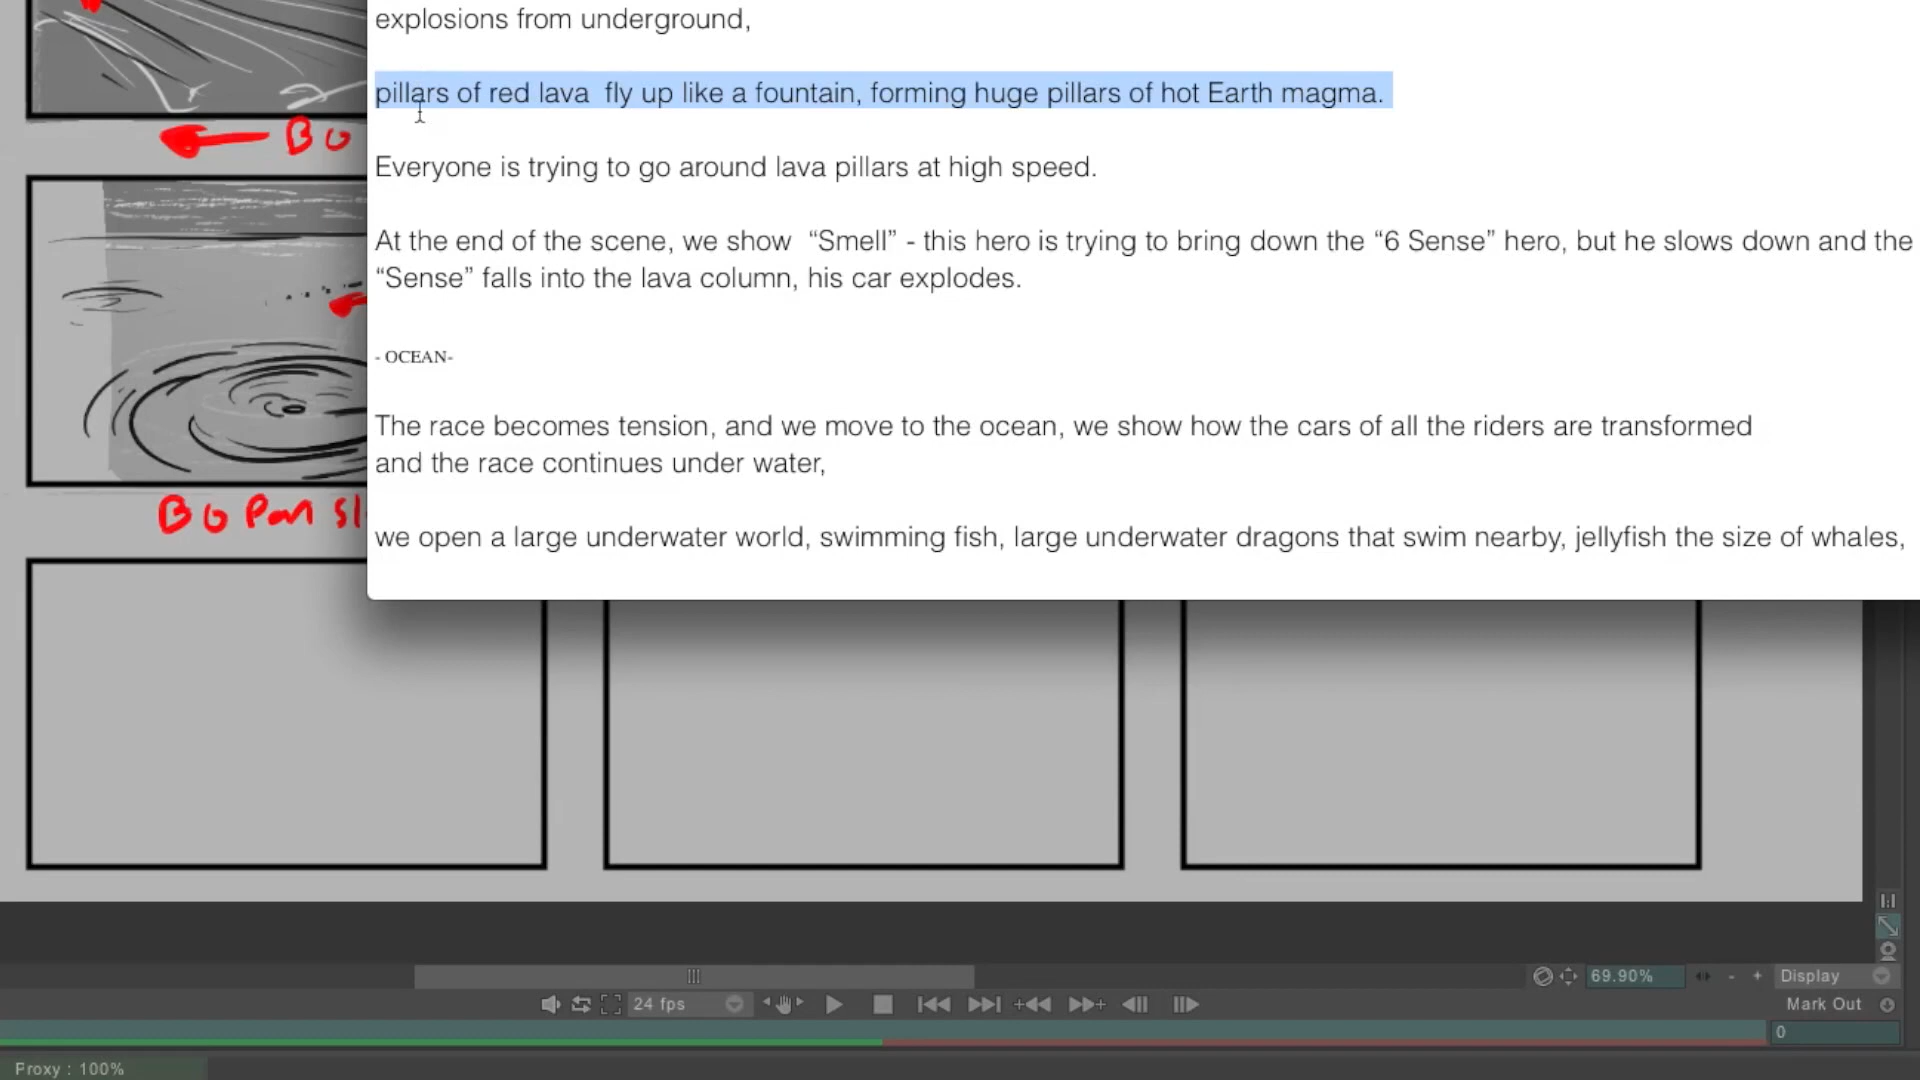 explosions from underground,
pillars of red lava  fly up like a fountain, forming huge pillars of hot Earth magma.
B G
Everyone is trying to go around lava pillars at high speed.
At the end of the scene, we show  “Smell” - this hero is trying to bring down the “6 Sense” hero, but he slows down and the
“Sense” falls into the lava column, his car explodes.
- OCEAN-
The race becomes tension, and we move to the ocean, we show how the cars of all the riders are transformed
and the race continues under water,
BG Pan Sl
we open a large underwater world, swimming fish, large underwater dragons that swim nearby, jellyfish the size of whales,
69.90%
- +
Display
24 fps
Mark Out
0
Proxy : 100%